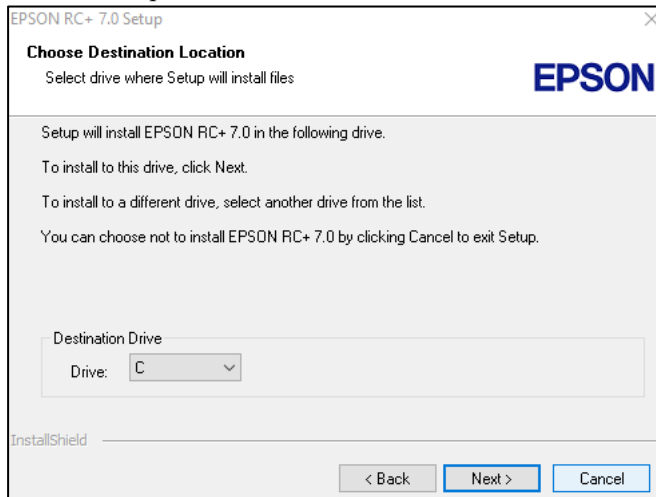 EPSON RC+ 7.0 Setup
Choose Destination Location
Select drive where Setup will install files
EPSON
Setup will install EPSON RC+ 7.0 in the following drive.
To install to this drive, click Next.
To install to a different drive, select another drive from the list.
You can choose not to install EPSON RC+ 7.0 by clicking Cancel to exit Setup.
Destination Drive
Drive: C
InstallShield
< Back Next > Cancel